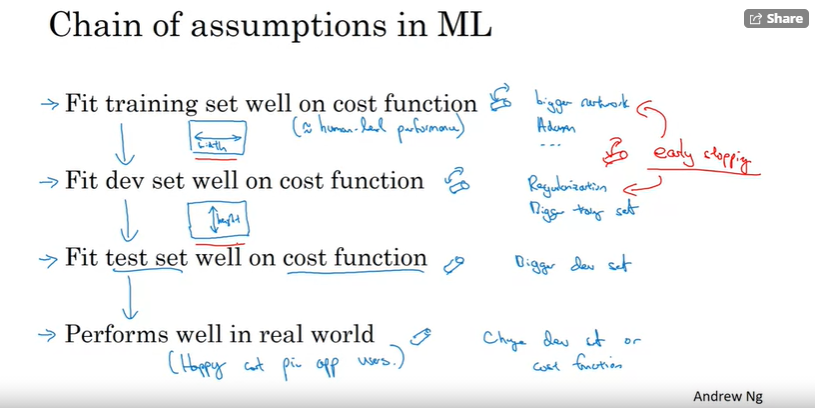 Share
Chain of assumptions in ML
→ Fit training set well on cost function
(≈ human-level performance)
bigger network
Adam
...
early stopping
width
→ Fit dev set well on cost function
Regularization
Bigger training set
height
→ Fit test set well on cost function
Bigger dev set
→ Performs well in real world
(Happy cat pic app users.)
Change dev set or
cost function
Andrew Ng